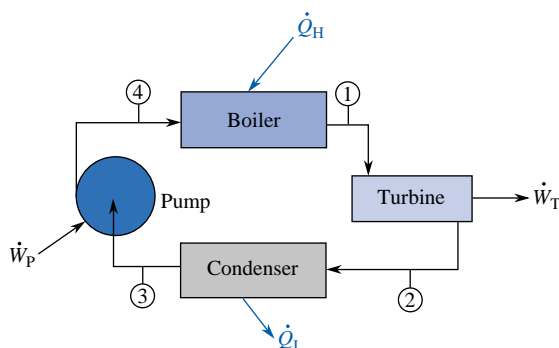 Q̇H
④
①
Boiler
Turbine
ẆT
Pump
ẆP
Condenser
③
②
Q̇L